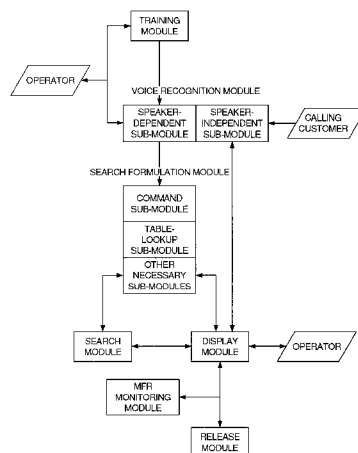 TRAINING
MODULE
OPERATOR
VOICE RECOGNITION MODULE
SPEAKER-
DEPENDENT
SUB-MODULE
SPEAKER-
INDEPENDENT
SUB-MODULE
CALLING
CUSTOMER
SEARCH FORMULATION MODULE
COMMAND
SUB-MODULE
TABLE-
LOOKUP
SUB-MODULE
OTHER
NECESSARY
SUB-MODULES
SEARCH
MODULE
DISPLAY
MODULE
OPERATOR
MFR
MONITORING
MODULE
RELEASE
MODULE